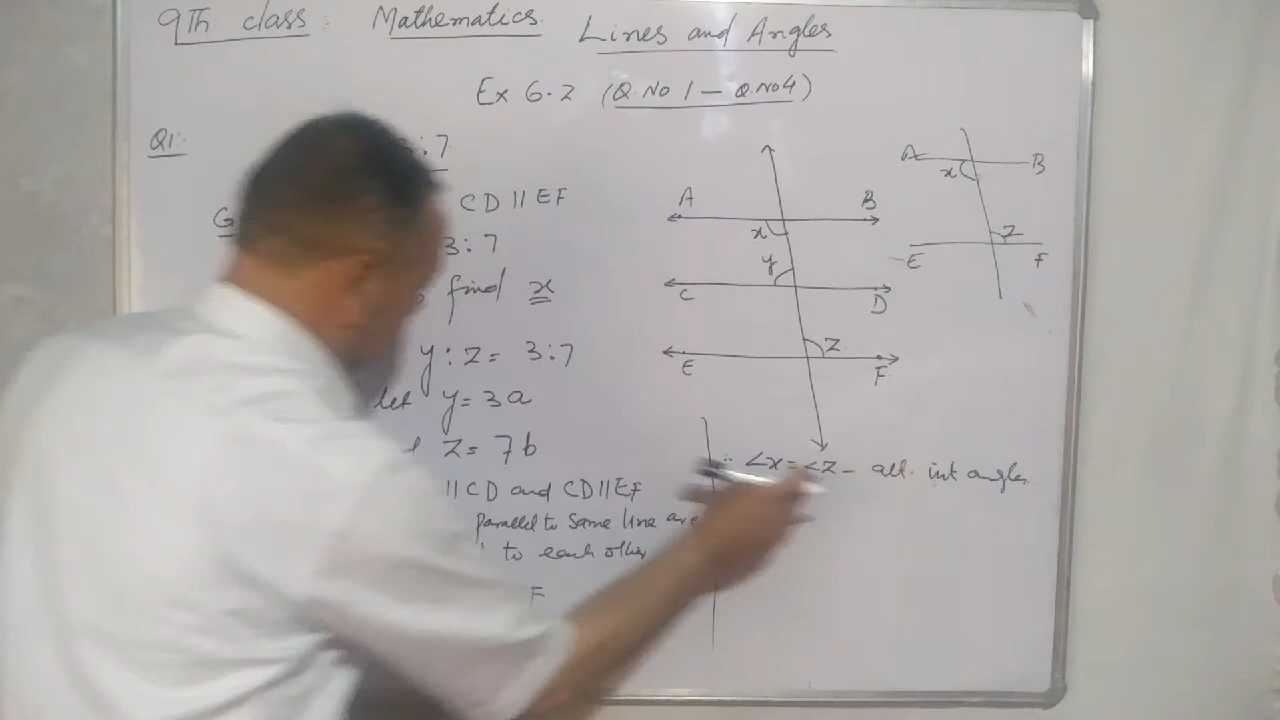 9Th class: Mathematics Lines and Angles
Ex 6.2 (Q.No 1 — Q.No 4)
Q1:-
:7
CD || EF
3:7
find x
y:z = 3:7
let y = 3a
z = 7b
|| CD and CD || EF
parallel to same line are
to each other
F
A B
x
y
C D
z
E F
A B
x
z
E F
∴ ∠x = ∠z - alt. int angles